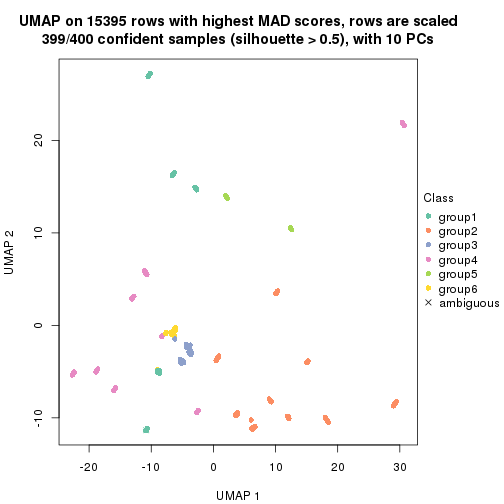 UMAP on 15395 rows with highest MAD scores, rows are scaled
399/400 confident samples (silhouette > 0.5), with 10 PCs
UMAP 2
20
10
0
-10
-20
-10
0
10
20
30
UMAP 1
Class
group1
group2
group3
group4
group5
group6
ambiguous